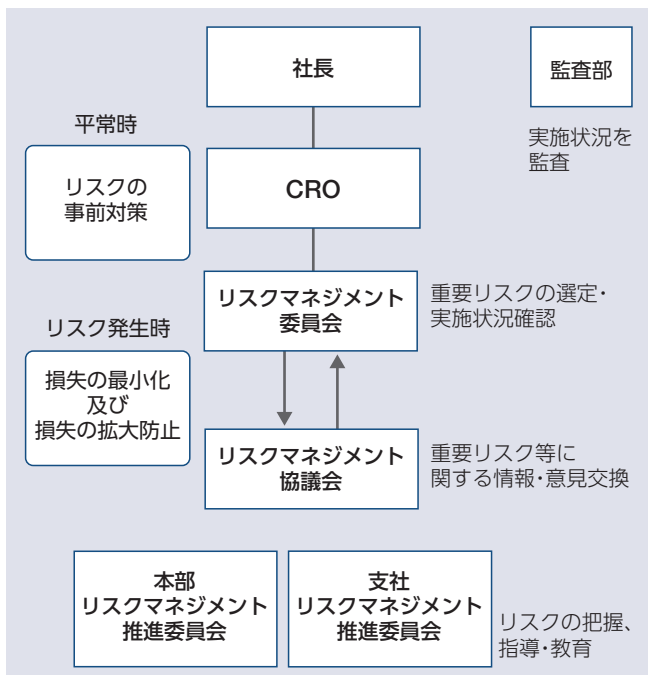 社長
監査部
実施状況を
監査
平常時
リスクの
事前対策
CRO
リスクマネジメント
委員会
重要リスクの選定・
実施状況確認
リスク発生時
損失の最小化
及び
損失の拡大防止
リスクマネジメント
協議会
重要リスク等に
関する情報・意見交換
本部
リスクマネジメント
推進委員会
支社
リスクマネジメント
推進委員会
リスクの把握、
指導・教育